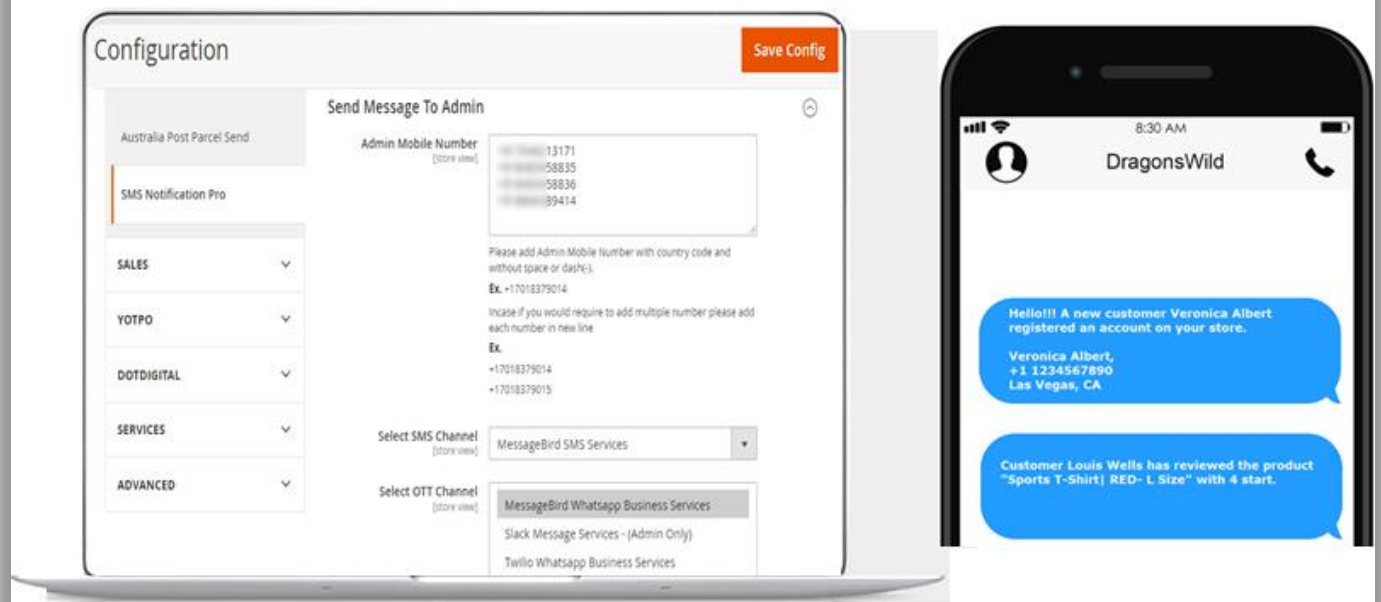 Configuration
Save Config
Australia Post Parcel Send
SMS Notification Pro
SALES
YOTPO
DOTDIGITAL
SERVICES
ADVANCED
Send Message To Admin
Admin Mobile Number
[store view]
13171
58835
58836
39414
Please add Admin Mobile Number with country code and
without space or dash(-).
Ex. +17018379014
Incase if you would require to add multiple number please add
each number in new line
Ex.
+17018379014
+17018379015
Select SMS Channel
[store view]
MessageBird SMS Services
Select OTT Channel
[store view]
MessageBird Whatsapp Business Services
Slack Message Services - (Admin Only)
Twilio Whatsapp Business Services
8:30 AM
DragonsWild
Hello!!! A new customer Veronica Albert
registered an account on your store.
Veronica Albert,
+1 1234567890
Las Vegas, CA
Customer Louis Wells has reviewed the product
"Sports T-Shirt| RED- L Size" with 4 start.